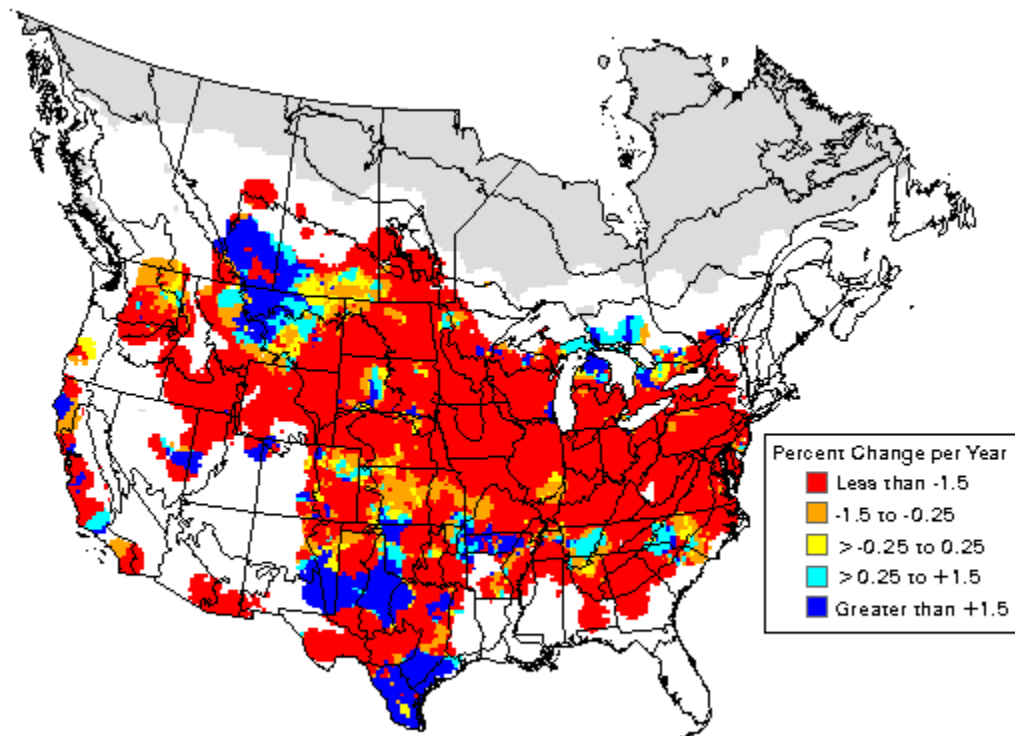 Percent Change per Year
Less than -1.5
-1.5 to -0.25
> -0.25 to 0.25
> 0.25 to +1.5
Greater than +1.5